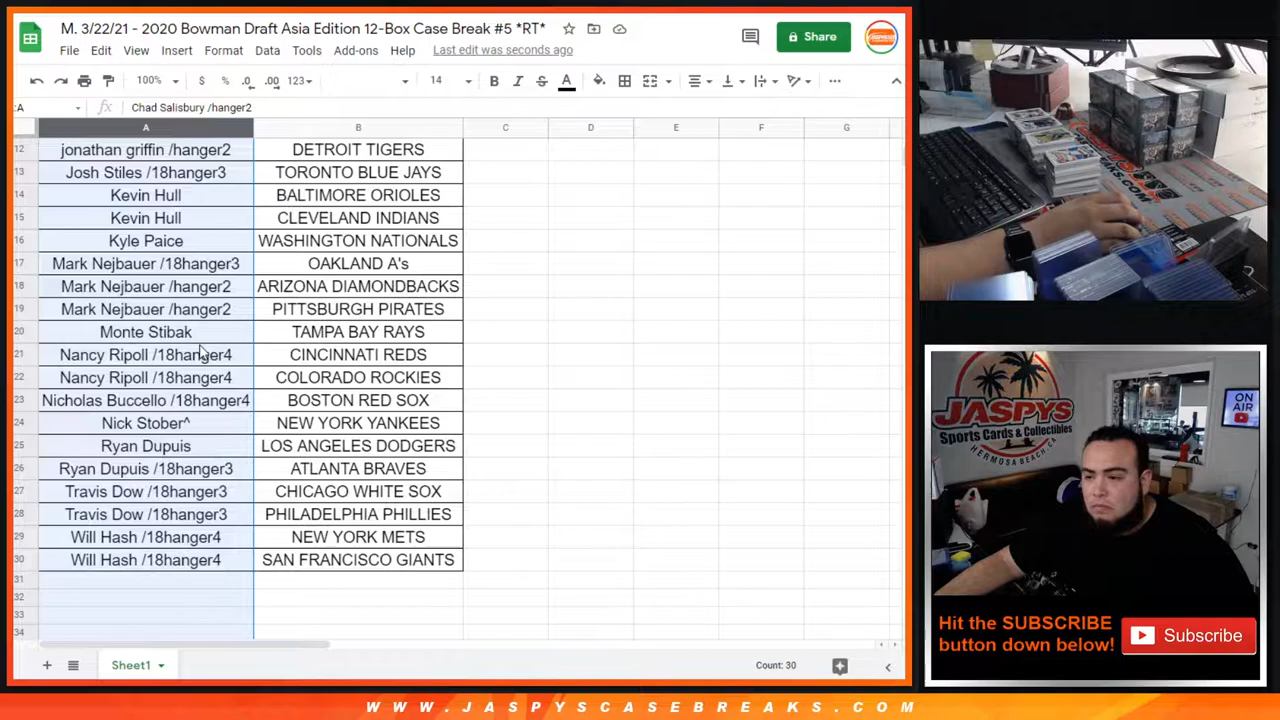 M. 3/22/21 - 2020 Bowman Draft Asia Edition 12-Box Case Break #5 *RT*
File Edit View Insert Format Data Tools Add-ons Help Last edit was seconds ago
Share
100% $ % .0 .00 123 14 B I S A
:A fx Chad Salisbury /hanger2
A B C D E F G
12 jonathan griffin /hanger2 DETROIT TIGERS
13 Josh Stiles /18hanger3 TORONTO BLUE JAYS
14 Kevin Hull BALTIMORE ORIOLES
15 Kevin Hull CLEVELAND INDIANS
16 Kyle Paice WASHINGTON NATIONALS
17 Mark Nejbauer /18hanger3 OAKLAND A's
18 Mark Nejbauer /hanger2 ARIZONA DIAMONDBACKS
19 Mark Nejbauer /hanger2 PITTSBURGH PIRATES
20 Monte Stibak TAMPA BAY RAYS
21 Nancy Ripoll /18hanger4 CINCINNATI REDS
22 Nancy Ripoll /18hanger4 COLORADO ROCKIES
23 Nicholas Buccello /18hanger4 BOSTON RED SOX
24 Nick Stober^ NEW YORK YANKEES
25 Ryan Dupuis LOS ANGELES DODGERS
26 Ryan Dupuis /18hanger3 ATLANTA BRAVES
27 Travis Dow /18hanger3 CHICAGO WHITE SOX
28 Travis Dow /18hanger3 PHILADELPHIA PHILLIES
29 Will Hash /18hanger4 NEW YORK METS
30 Will Hash /18hanger4 SAN FRANCISCO GIANTS
31
32
33
34
Sheet1
Count: 30
JASPYS
Sports Cards & Collectibles
HERMOSA BEACH, CA
ON AIR
Hit the SUBSCRIBE
button down below!
Subscribe
WWW.JASPYSCASEBREAKS.COM